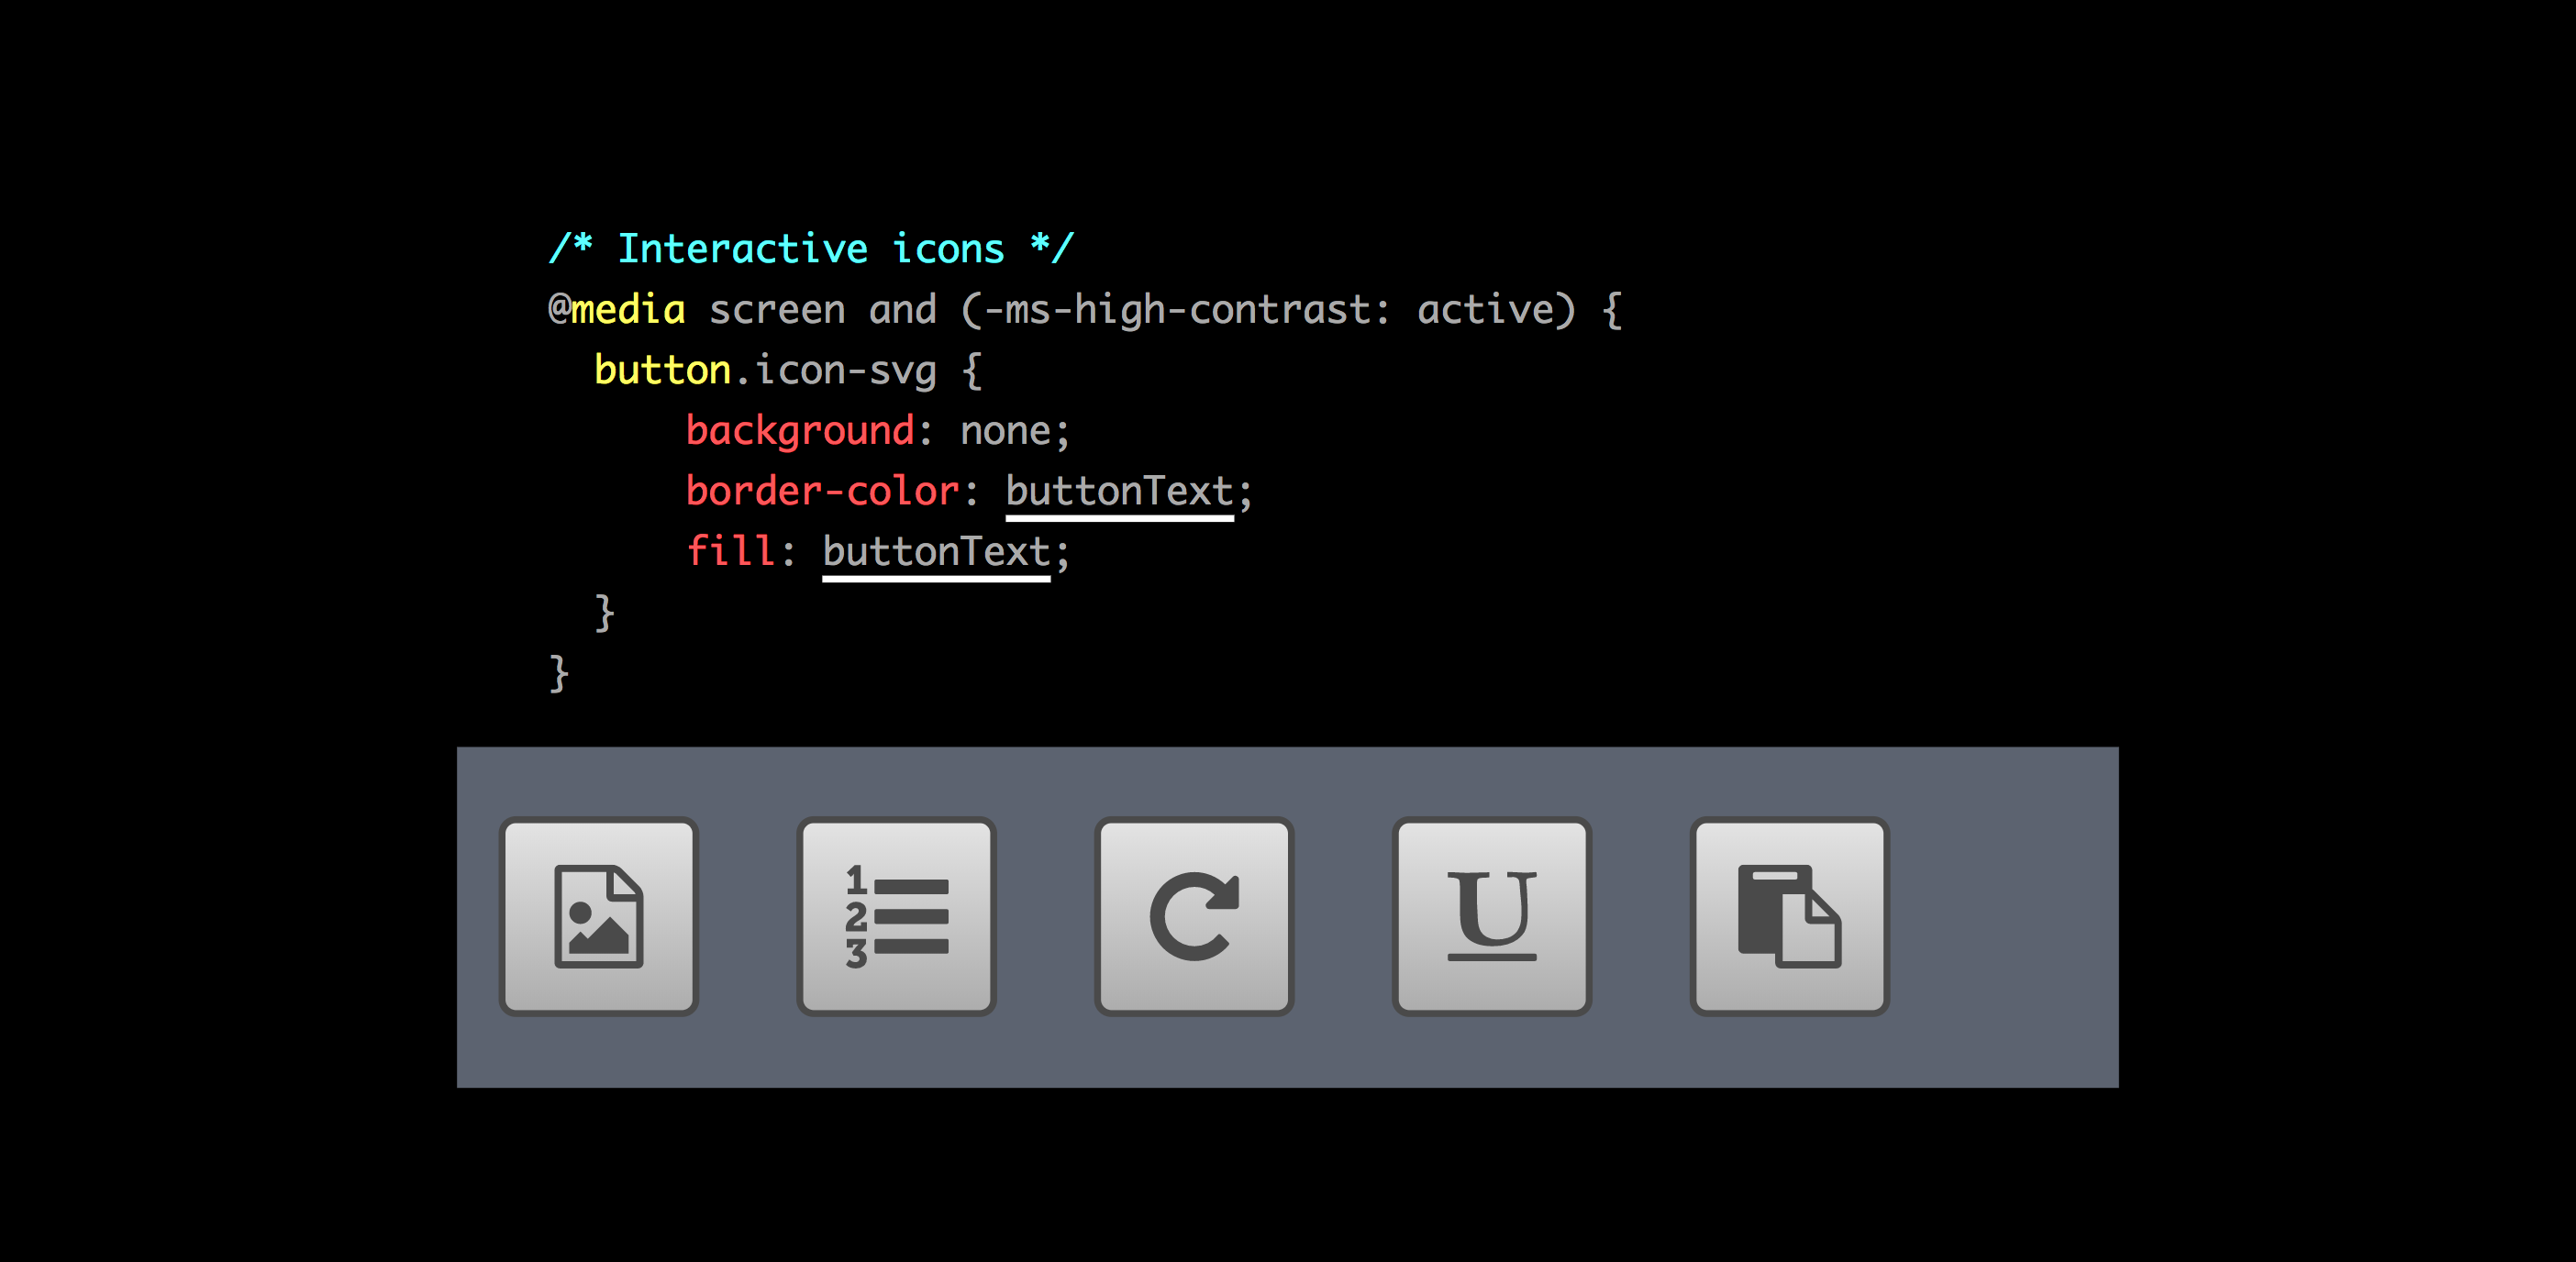 /* Interactive icons */
@media screen and (-ms-high-contrast: active) {
  button.icon-svg {
      background: none;
      border-color: buttonText;
      fill: buttonText;
  }
}
1
2
3
U